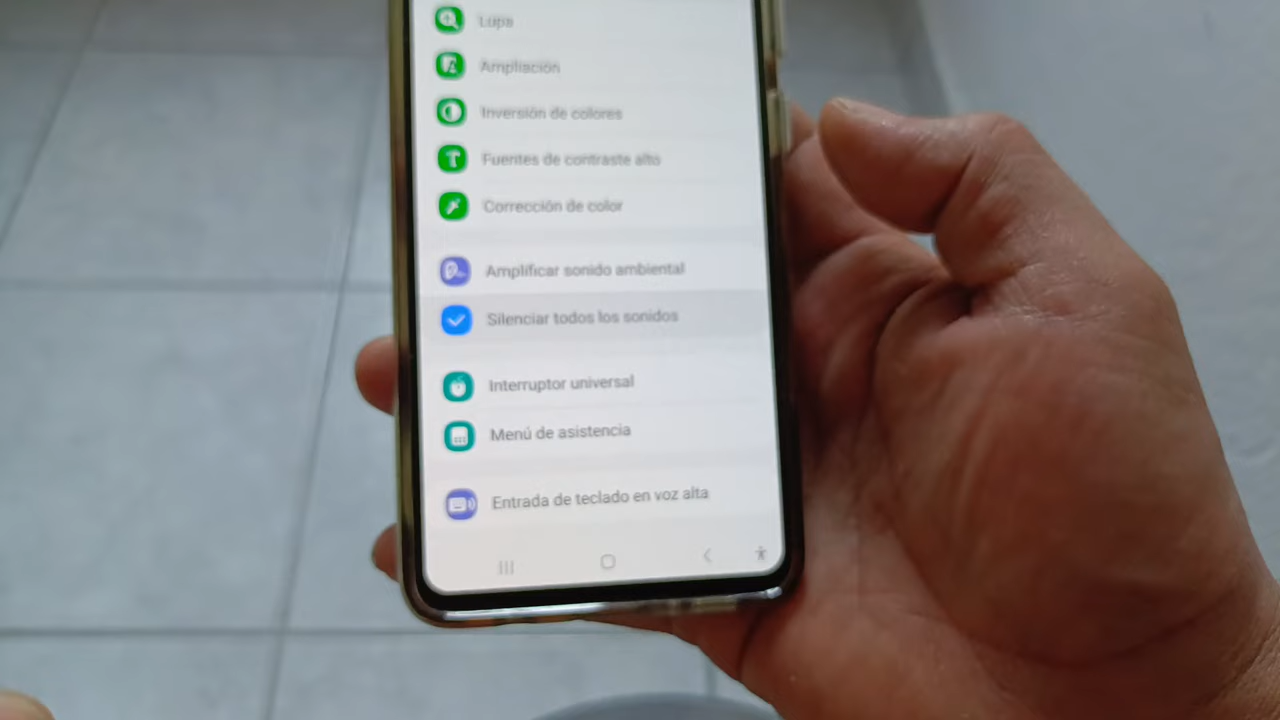 Lupa
Ampliación
Inversión de colores
Fuentes de contraste alto
Corrección de color
Amplificar sonido ambiental
Silenciar todos los sonidos
Interruptor universal
Menú de asistencia
Entrada de teclado en voz alta